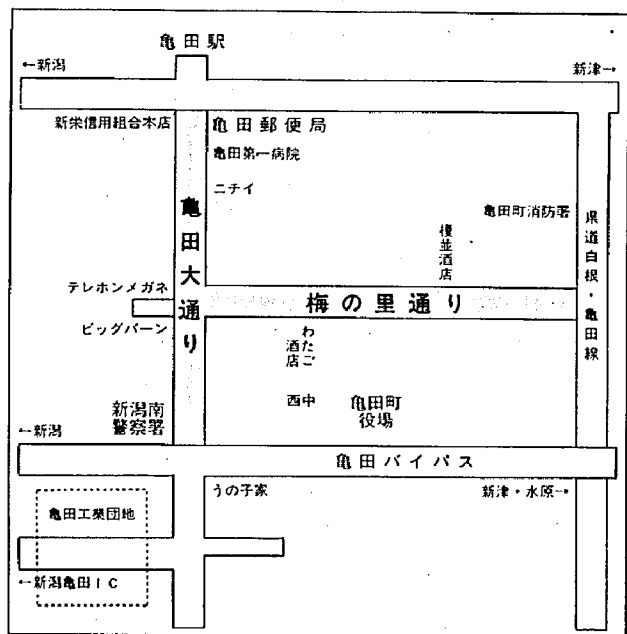 亀田駅
←新潟
新津→
新栄信用組合本店
亀田郵便局
亀田第一病院
ニチイ
亀田町消防署
榎並酒店
県道白根・亀田線
亀田大通り
テレホンメガネ
梅の里通り
ビッグバーン
わたご酒店
新潟南
警察署
西中
亀田町
役場
←新潟
亀田バイパス
うの子家
新津・水原→
亀田工業団地
←新潟亀田IC